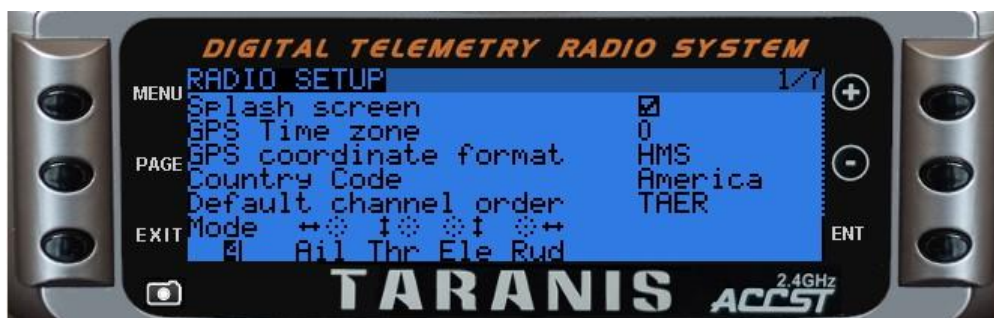 DIGITAL TELEMETRY RADIO SYSTEM
RADIO SETUP 1/7
MENU
Splash screen
+
GPS Time zone 0
PAGE
GPS coordinate format HMS
-
Country Code America
Default channel order TAER
EXIT
Mode ↔ ↕ ↕ ↔
ENT
4 Ail Thr Ele Rud
TARANIS
2.4GHz
ACCST